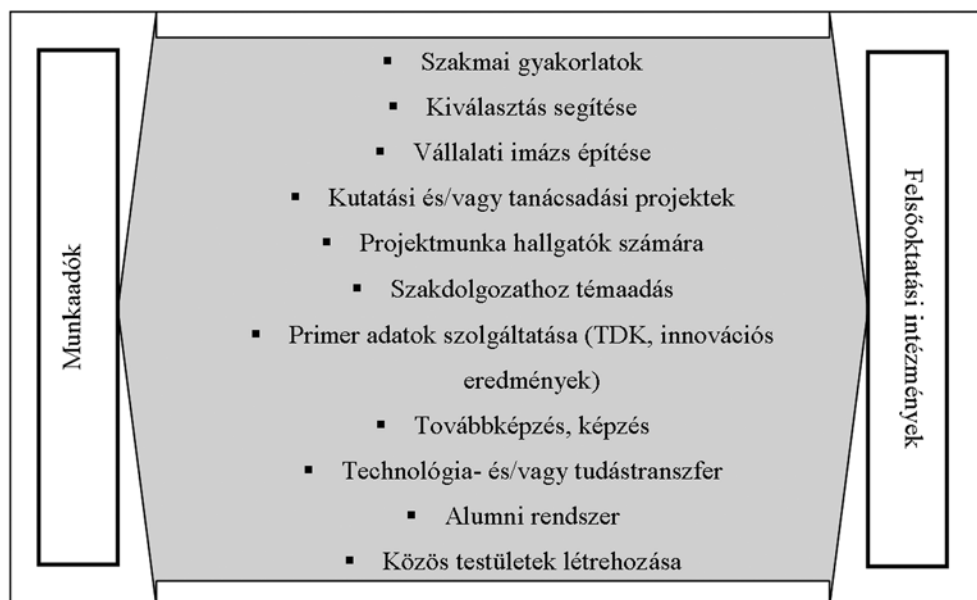 Munkaadók
▪ Szakmai gyakorlatok
▪ Kiválasztás segítése
▪ Vállalati imázs építése
▪ Kutatási és/vagy tanácsadási projektek
▪ Projektmunka hallgatók számára
▪ Szakdolgozathoz témaadás
▪ Primer adatok szolgáltatása (TDK, innovációs
eredmények)
▪ Továbbképzés, képzés
▪ Technológia- és/vagy tudástranszfer
▪ Alumni rendszer
▪ Közös testületek létrehozása
Felsőoktatási intézmények